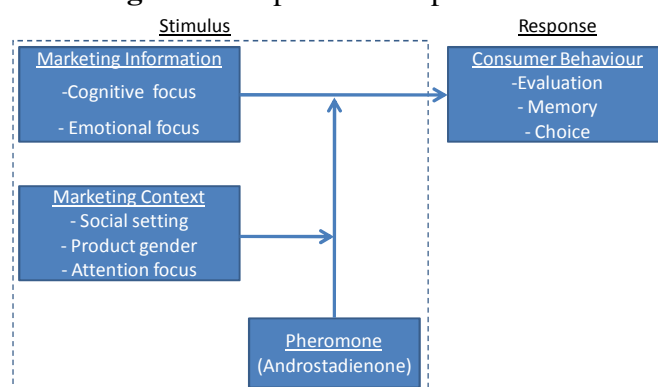 Stimulus
Response
Marketing Information
-Cognitive focus
- Emotional focus
Consumer Behaviour
-Evaluation
- Memory
- Choice
Marketing Context
- Social setting
- Product gender
- Attention focus
Pheromone
(Androstadienone)